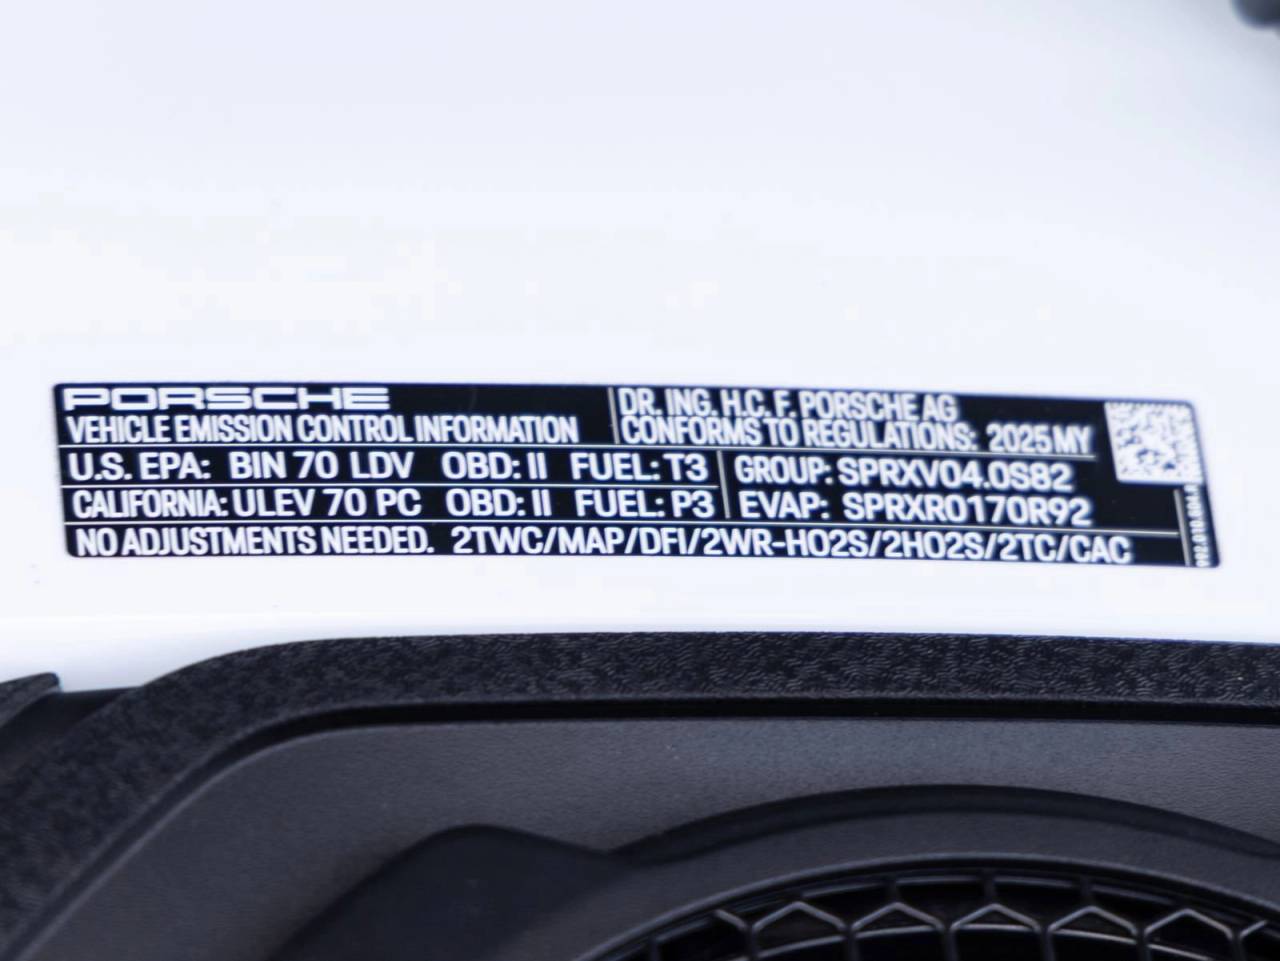 PORSCHE
VEHICLE EMISSION CONTROL INFORMATION
DR. ING. H.C. F. PORSCHE AG
CONFORMS TO REGULATIONS: 2025 MY
U.S. EPA: BIN 70 LDV OBD: II FUEL: T3
CALIFORNIA: ULEV 70 PC OBD: II FUEL: P3
GROUP: SPRXV04.0S82
EVAP: SPRXR0170R92
NO ADJUSTMENTS NEEDED. 2TWC/MAP/DFI/2WR-HO2S/2HO2S/2TC/CAC